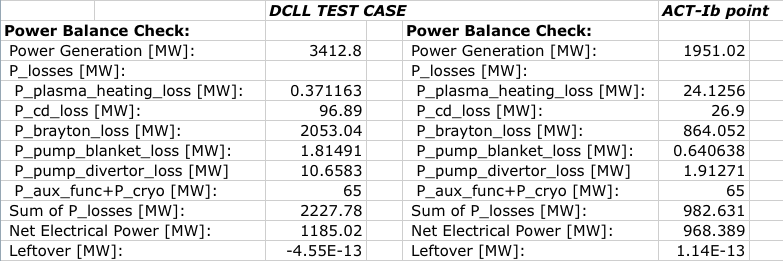 DCLL TEST CASE ACT-Ib point
Power Balance Check: Power Balance Check:
Power Generation [MW]: 3412.8 Power Generation [MW]: 1951.02
P_losses [MW]: P_losses [MW]:
P_plasma_heating_loss [MW]: 0.371163 P_plasma_heating_loss [MW]: 24.1256
P_cd_loss [MW]: 96.89 P_cd_loss [MW]: 26.9
P_brayton_loss [MW]: 2053.04 P_brayton_loss [MW]: 864.052
P_pump_blanket_loss [MW]: 1.81491 P_pump_blanket_loss [MW]: 0.640638
P_pump_divertor_loss [MW] 10.6583 P_pump_divertor_loss [MW]: 1.91271
P_aux_func+P_cryo [MW]: 65 P_aux_func+P_cryo [MW]: 65
Sum of P_losses [MW]: 2227.78 Sum of P_losses [MW]: 982.631
Net Electrical Power [MW]: 1185.02 Net Electrical Power [MW]: 968.389
Leftover [MW]: -4.55E-13 Leftover [MW]: 1.14E-13